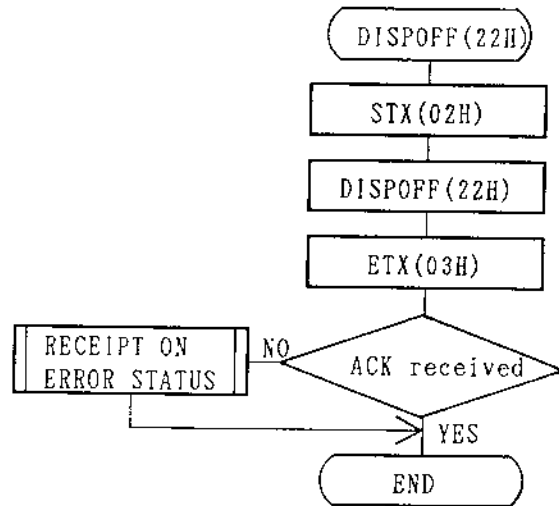 DISPOFF(22H)
STX(02H)
DISPOFF(22H)
ETX(03H)
RECEIPT ON
ERROR STATUS
NO
ACK received
YES
END